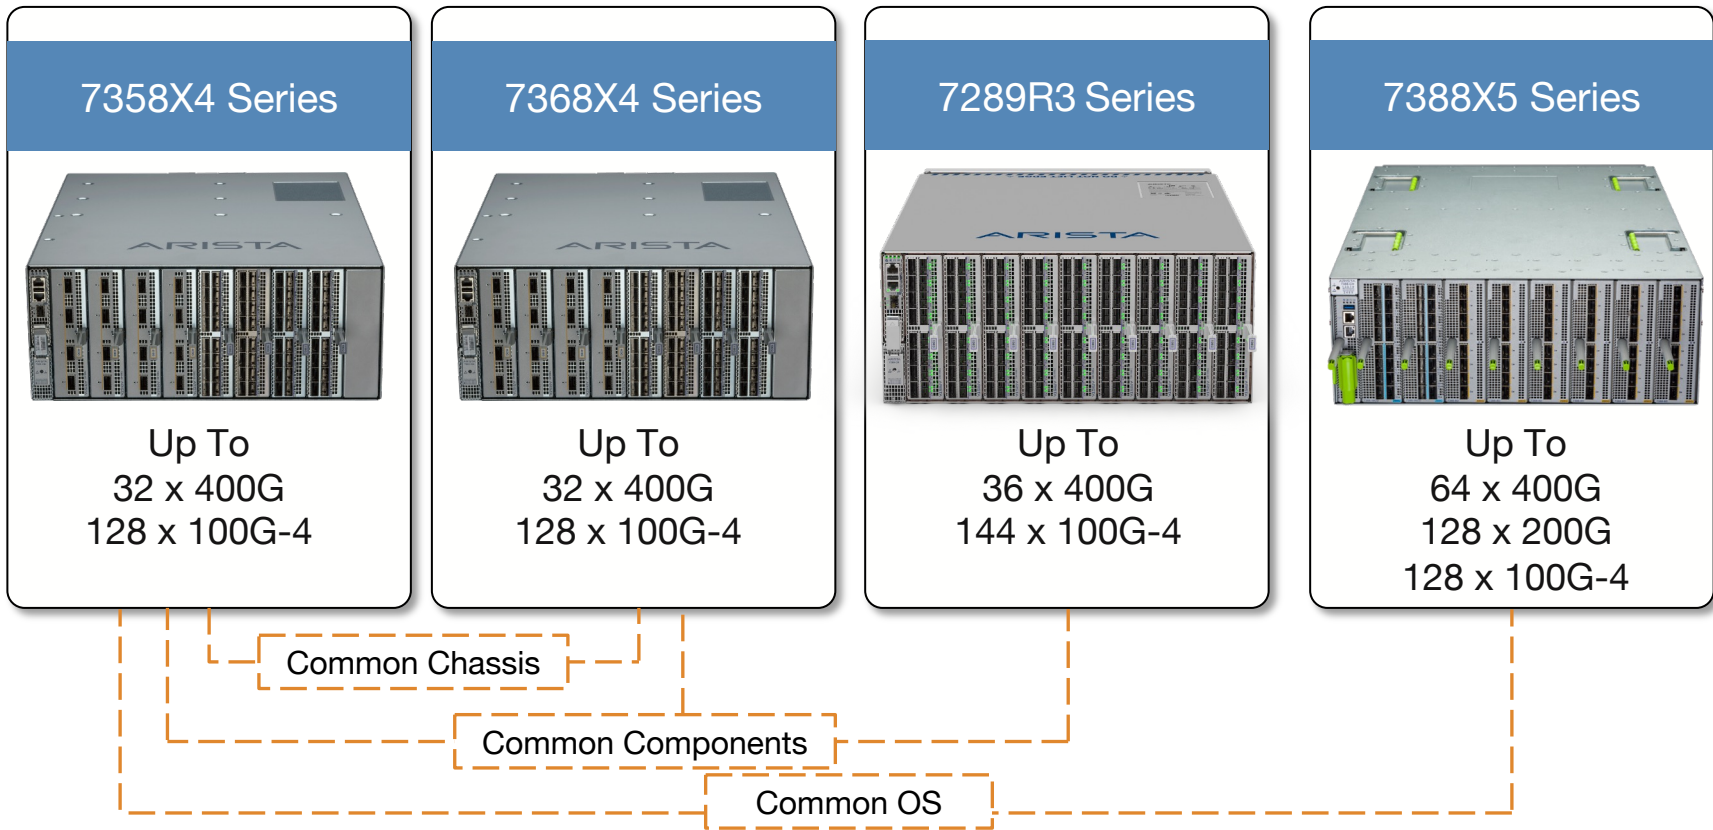 7358X4 Series
ARISTA
Up To
32 x 400G
128 x 100G-4
7368X4 Series
ARISTA
Up To
32 x 400G
128 x 100G-4
7289R3 Series
ARISTA
Up To
36 x 400G
144 x 100G-4
7388X5 Series
Up To
64 x 400G
128 x 200G
128 x 100G-4
Common Chassis
Common Components
Common OS